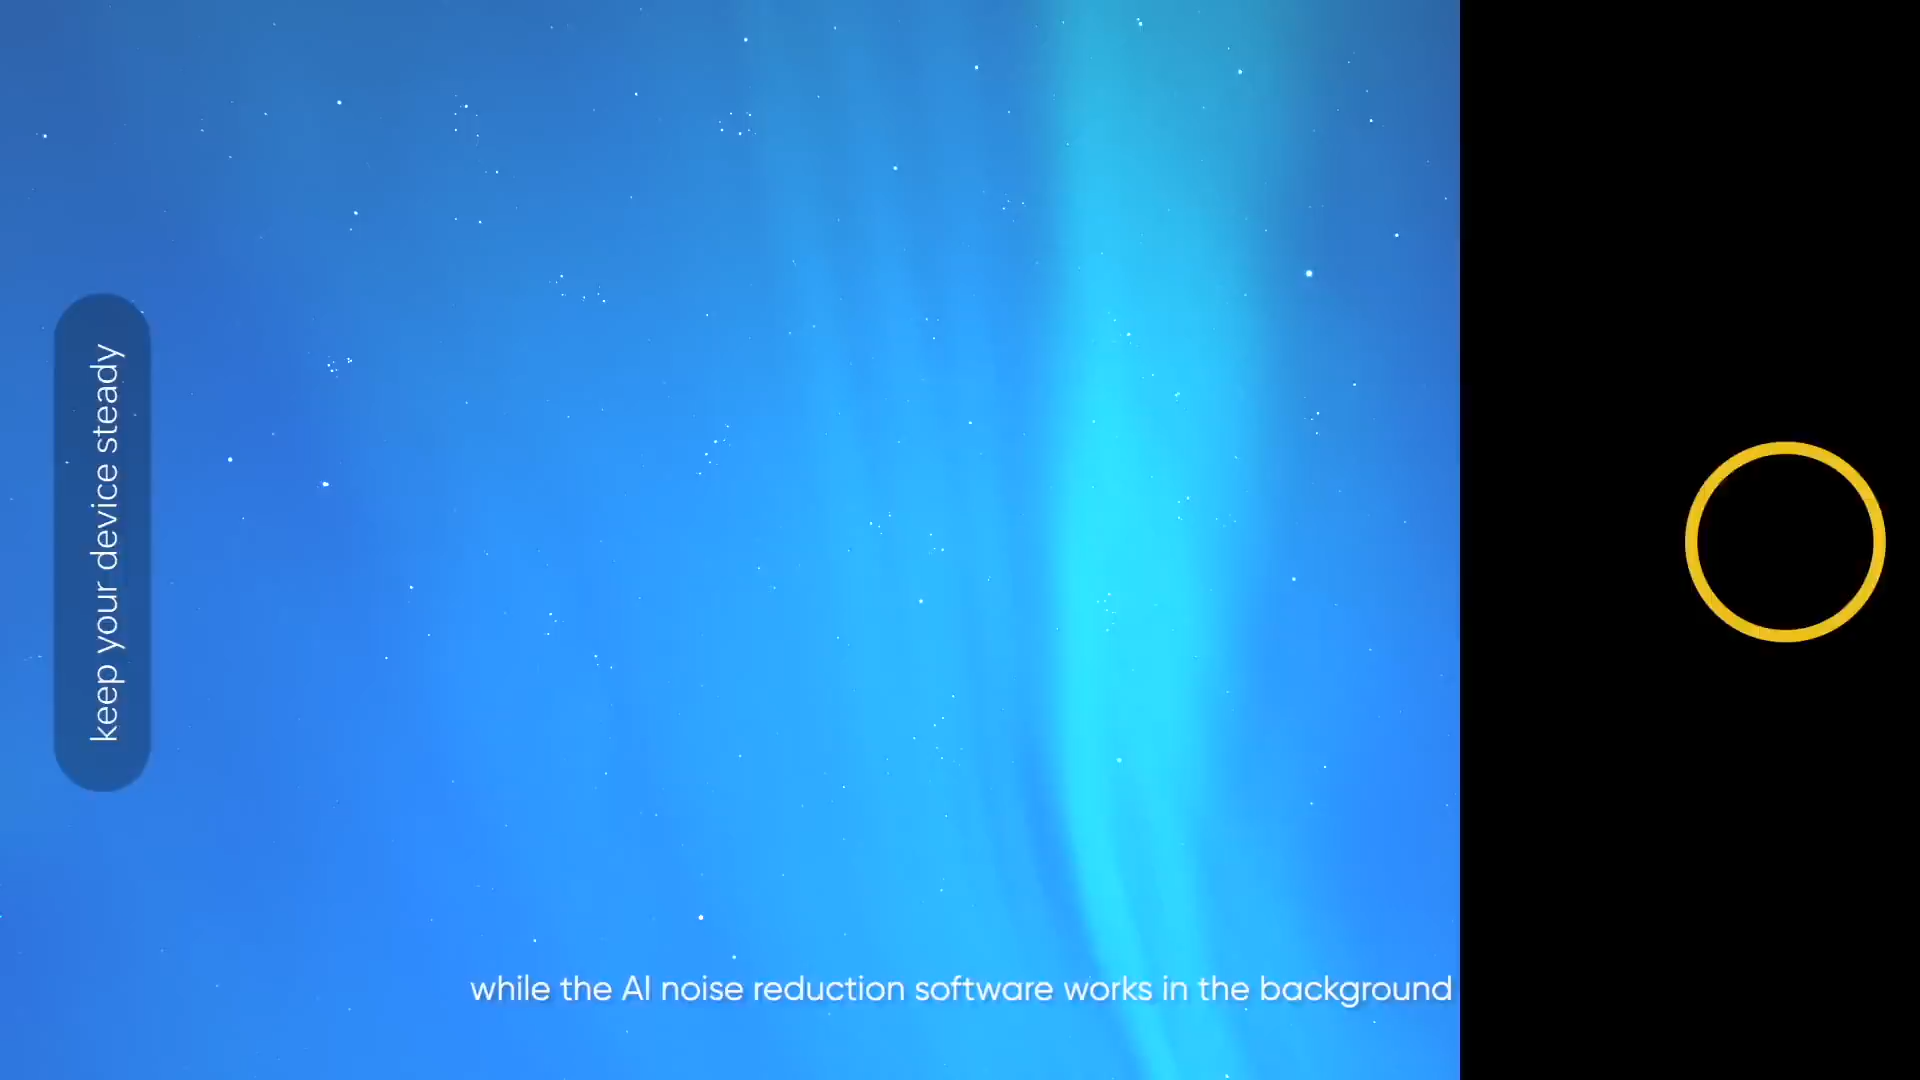 keep your device steady
while the AI noise reduction software works in the background